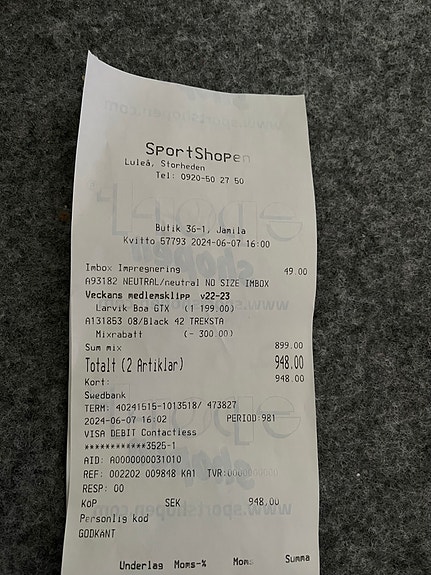 SportShopen
Luleå, Storheden
Tel: 0920-50 27 50
Butik 36-1, Jamila
Kvitto 57793 2024-06-07 16:00
Imbox Impregnering 49.00
A93182 NEUTRAL/neutral NO SIZE IMBOX
Veckans medlemsklipp v22-23
Larvik Boa GTX (1 199.00)
A131853 08/Black 42 TREKSTA
Mixrabatt (- 300.00)
Sum mix 899.00
Totalt (2 Artiklar) 948.00
Kort: 948.00
Swedbank
TERM: 40241515-1013518/ 473827
2024-06-07 16:02 PERIOD:981
VISA DEBIT Contactless
************3525-1
AID: A0000000031010
REF: 002202 009848 KA1 TVR:0000000000
RESP: 00
KÖP SEK 948,00
Personlig kod
GODKÄNT
Underlag Moms-% Moms Summa